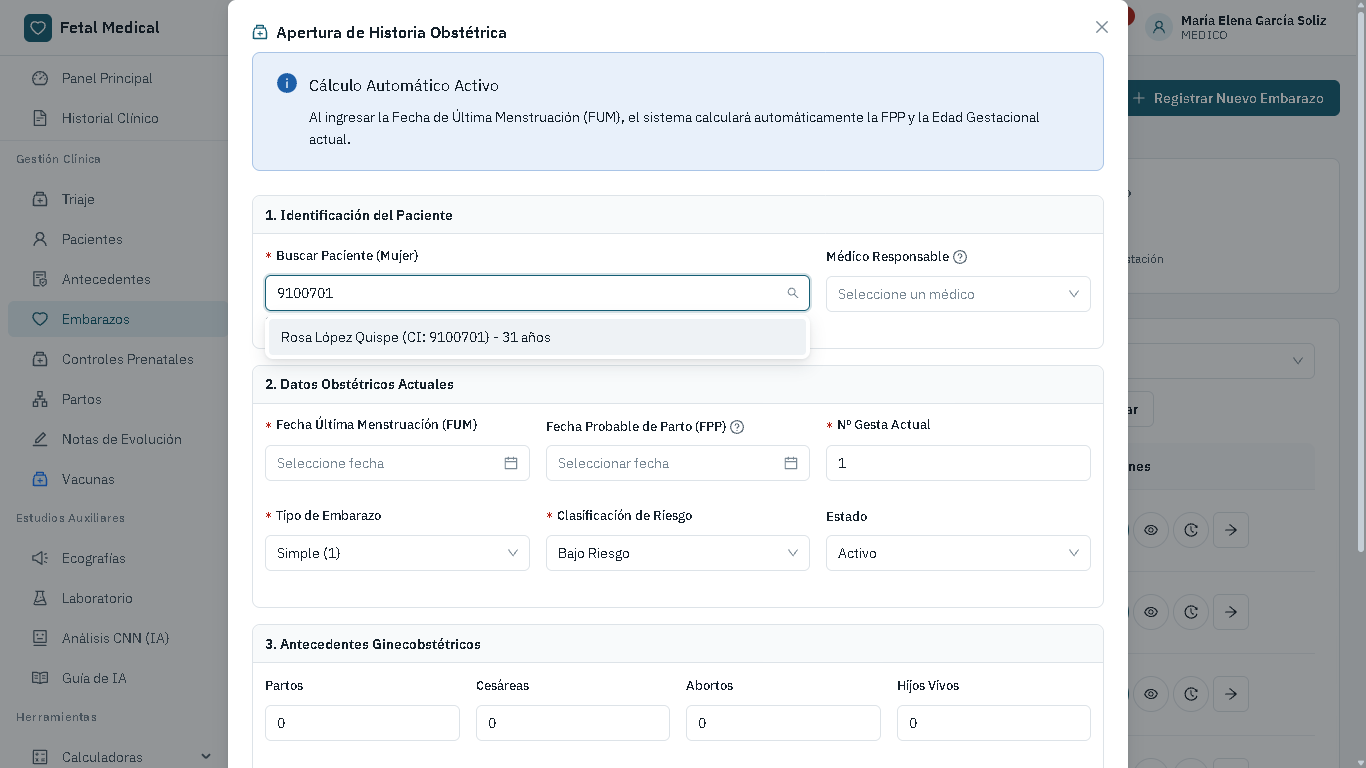 Fetal Medical
Panel Principal
Historial Clínico
Gestión Clínica
Triaje
Pacientes
Antecedentes
Embarazos
Controles Prenatales
Partos
Notas de Evolución
Vacunas
Estudios Auxiliares
Ecografías
Laboratorio
Análisis CNN (IA)
Guía de IA
Herramientas
Calculadoras
Apertura de Historia Obstétrica
Cálculo Automático Activo
Al ingresar la Fecha de Última Menstruación (FUM), el sistema calculará automáticamente la FPP y la Edad Gestacional
actual.
1. Identificación del Paciente
* Buscar Paciente (Mujer)
Médico Responsable
9100701
Seleccione un médico
Rosa López Quispe (CI: 9100701) - 31 años
2. Datos Obstétricos Actuales
* Fecha Última Menstruación (FUM)
Fecha Probable de Parto (FPP)
* Nº Gesta Actual
Seleccione fecha
Seleccionar fecha
1
* Tipo de Embarazo
* Clasificación de Riesgo
Estado
Simple (1)
Bajo Riesgo
Activo
3. Antecedentes Ginecobstétricos
Partos
Cesáreas
Abortos
Hijos Vivos
0
0
0
0
María Elena García Soliz
MEDICO
+ Registrar Nuevo Embarazo
stación
ar
nes